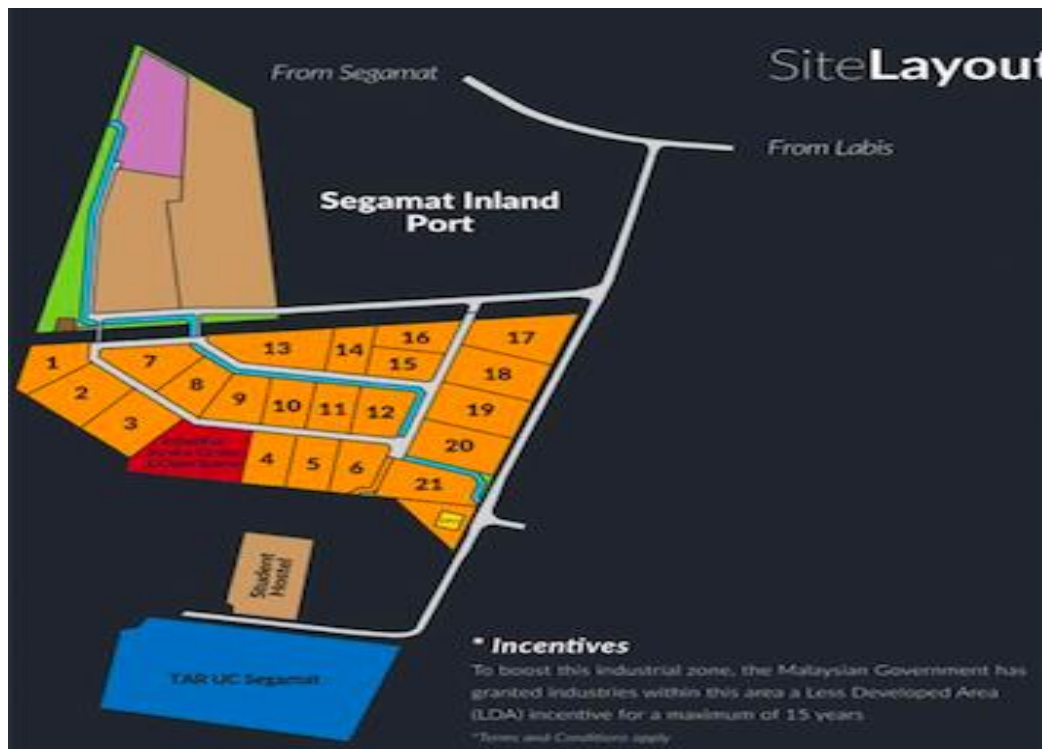 SiteLayout
From Segamat
From Labis
Segamat Inland
Port
16
17
13
14
1
7
15
18
8
2
9
10
11
12
19
3
20
4
5
6
21
Student
Hostel
TAR UC Segamat
* Incentives
To boost this industrial zone, the Malaysian Government has
granted industries within this area a Less Developed Area
(LDA) incentive for a maximum of 15 years
*Terms and Conditions apply